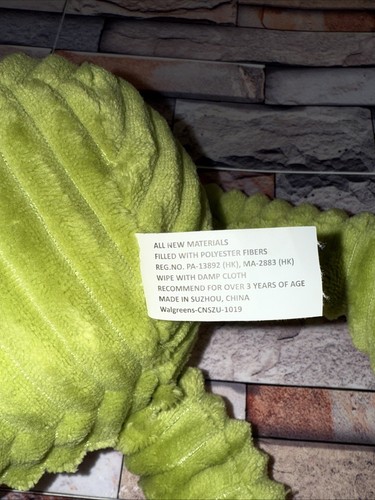 ALL NEW MATERIALS
FILLED WITH POLYESTER FIBERS
REG.NO. PA-13892 (HK), MA-2883 (HK)
WIPE WITH DAMP CLOTH
RECOMMEND FOR OVER 3 YEARS OF AGE
MADE IN SUZHOU, CHINA
Walgreens-CNSZU-1019